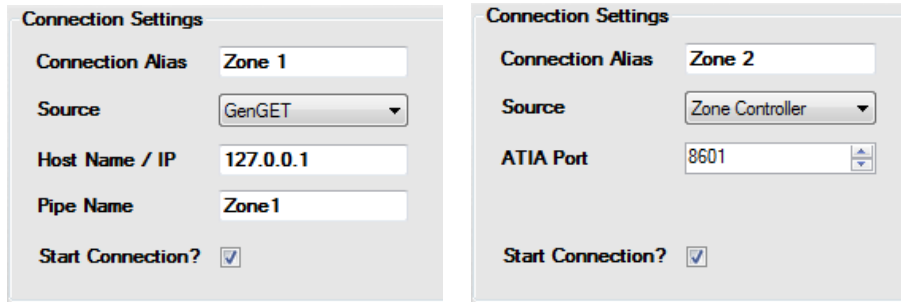 Connection Settings
Connection Alias Zone 1
Source GenGET
Host Name / IP 127.0.0.1
Pipe Name Zone1
Start Connection?
Connection Settings
Connection Alias Zone 2
Source Zone Controller
ATIA Port 8601
Start Connection?